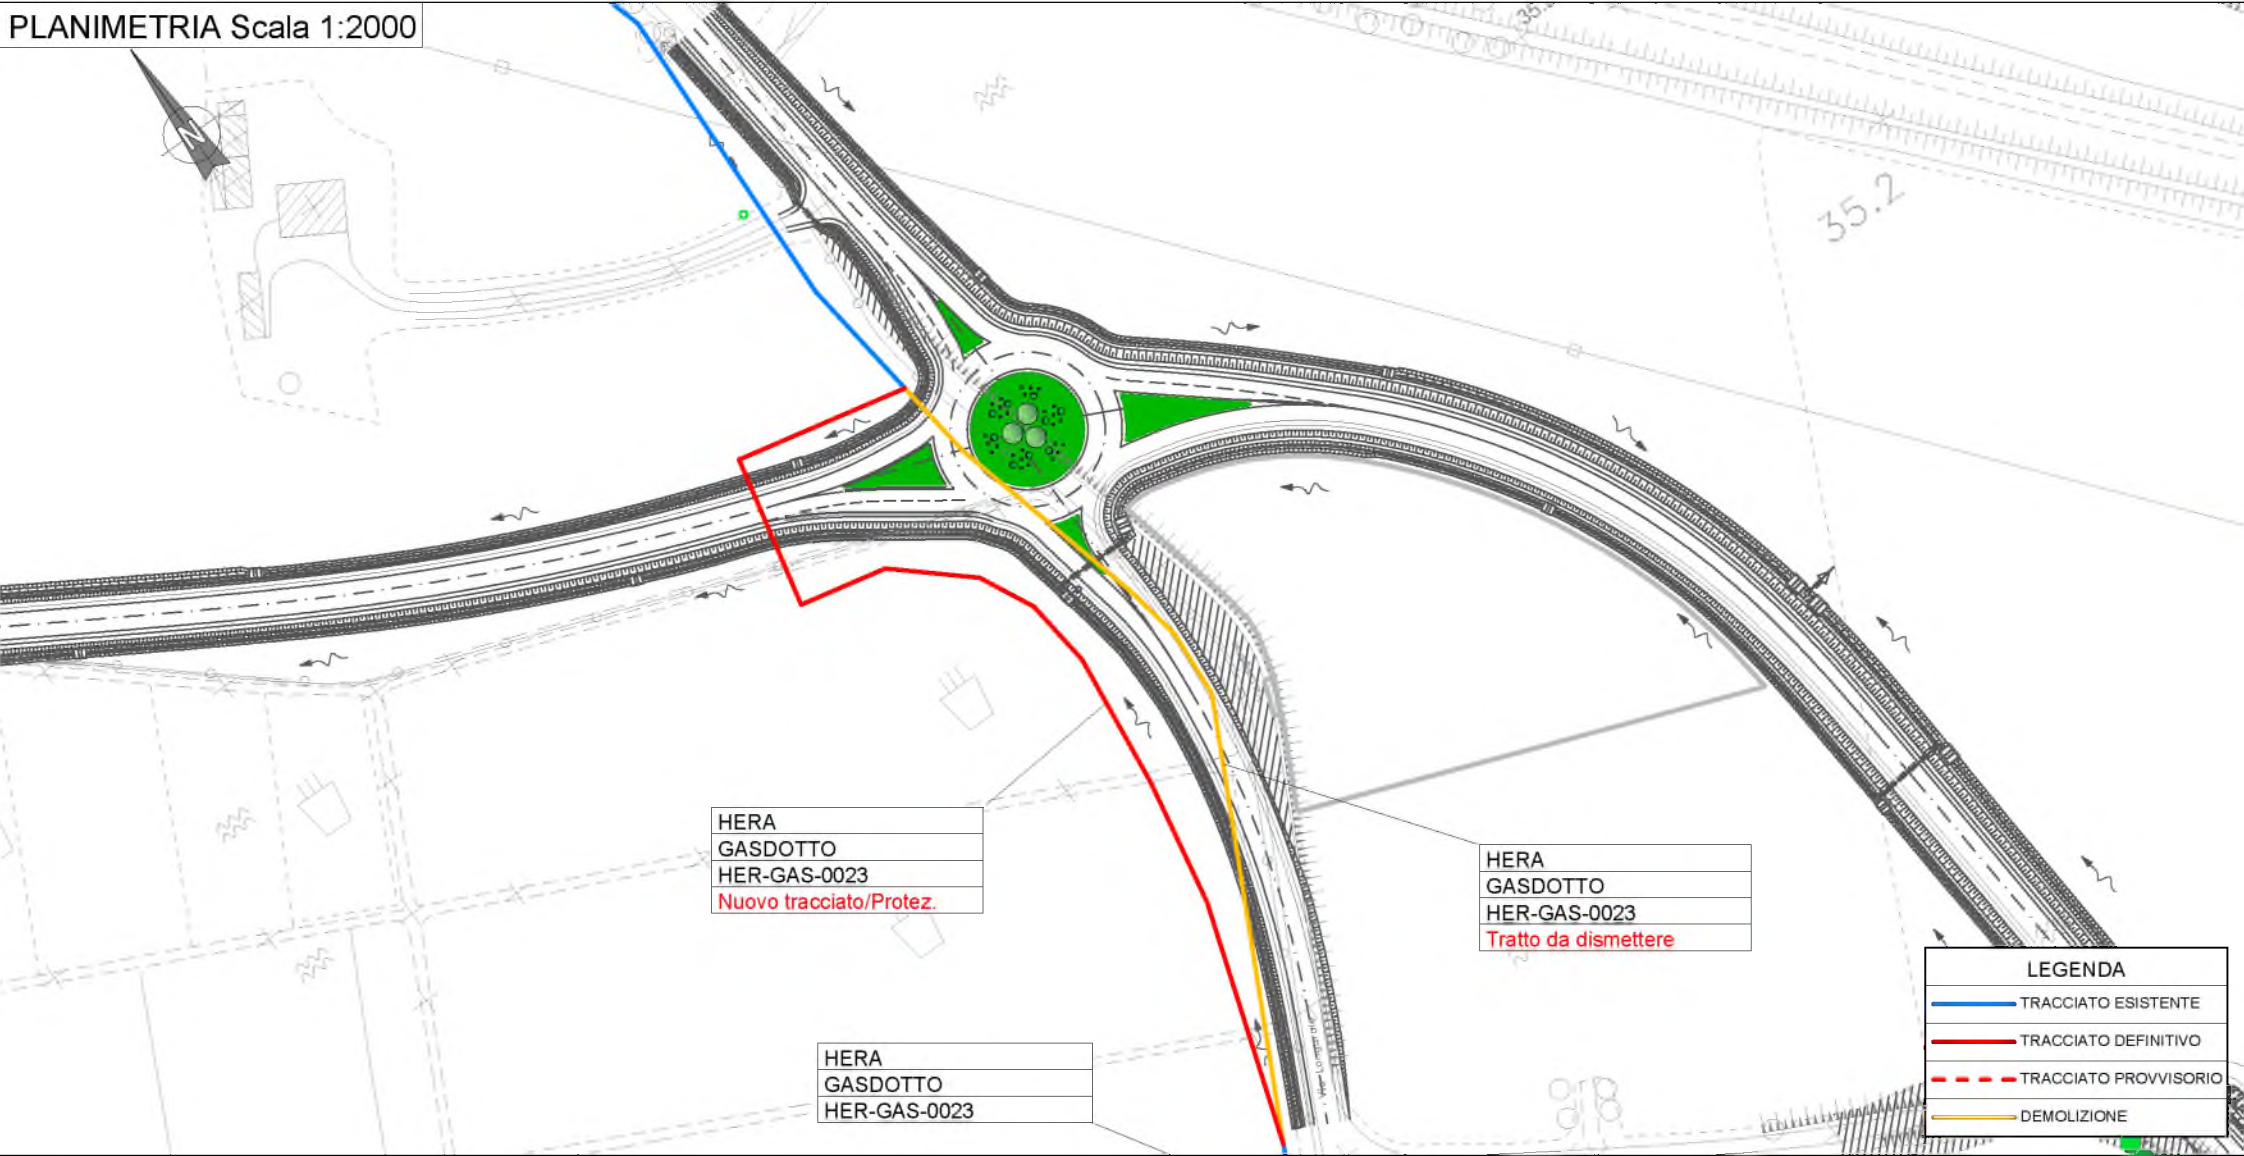 PLANIMETRIA Scala 1:2000
N
35.2
HERA
GASDOTTO
HER-GAS-0023
Nuovo tracciato/Protez.
HERA
GASDOTTO
HER-GAS-0023
Tratto da dismettere
HERA
GASDOTTO
HER-GAS-0023
LEGENDA
TRACCIATO ESISTENTE
TRACCIATO DEFINITIVO
TRACCIATO PROVVISORIO
DEMOLIZIONE